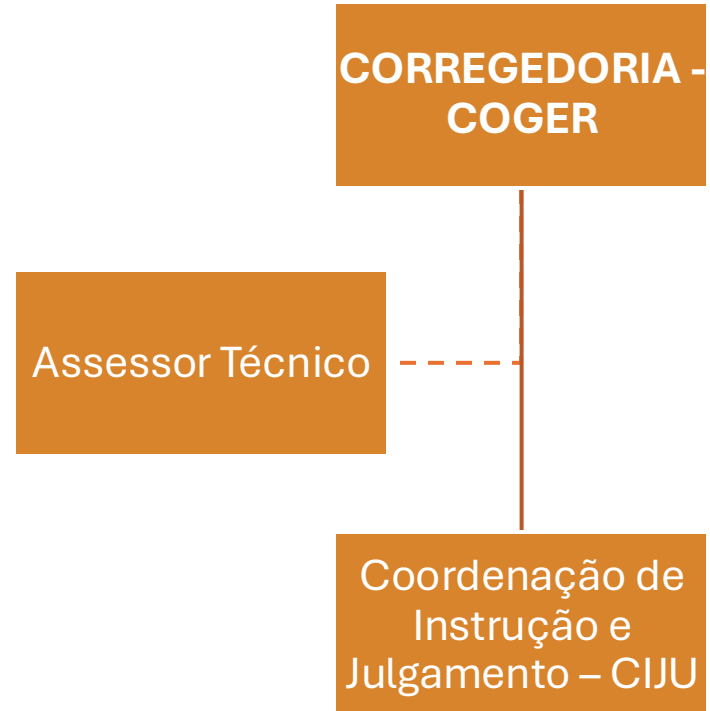 CORREGEDORIA -
COGER
Assessor Técnico
Coordenação de
Instrução e
Julgamento – CIJU